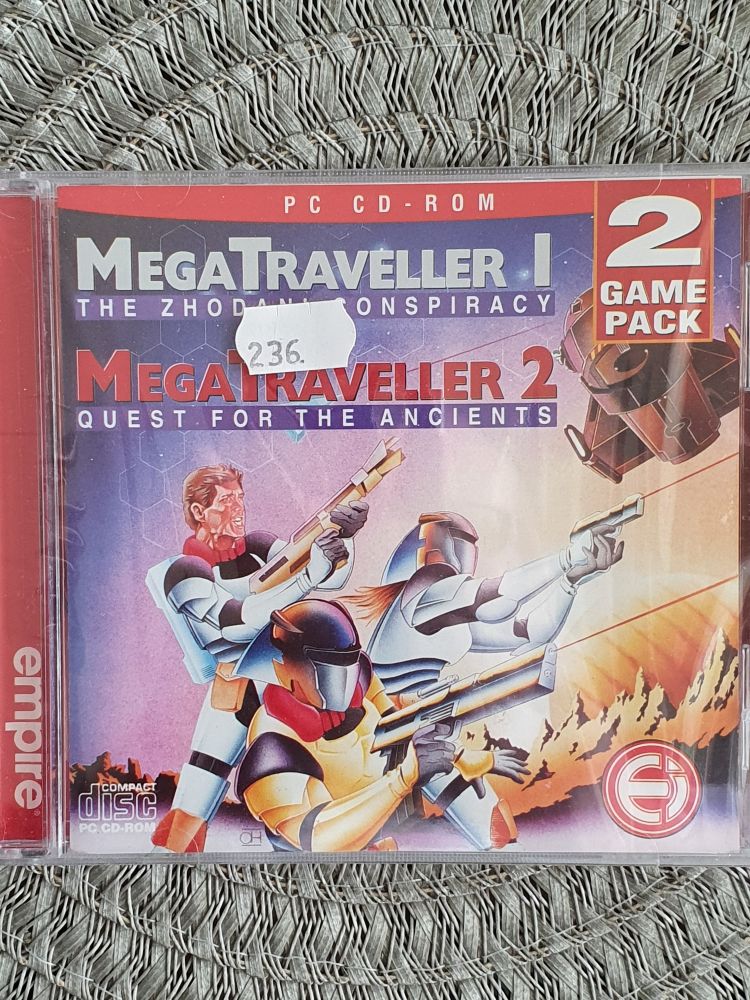 PC CD-ROM
MEGATRAVELLER 1
THE ZHODANI CONSPIRACY
2
GAME
PACK
236.
MEGATRAVELLER 2
QUEST FOR THE ANCIENTS
empire®
COMPACT
disc
PC CD-ROM